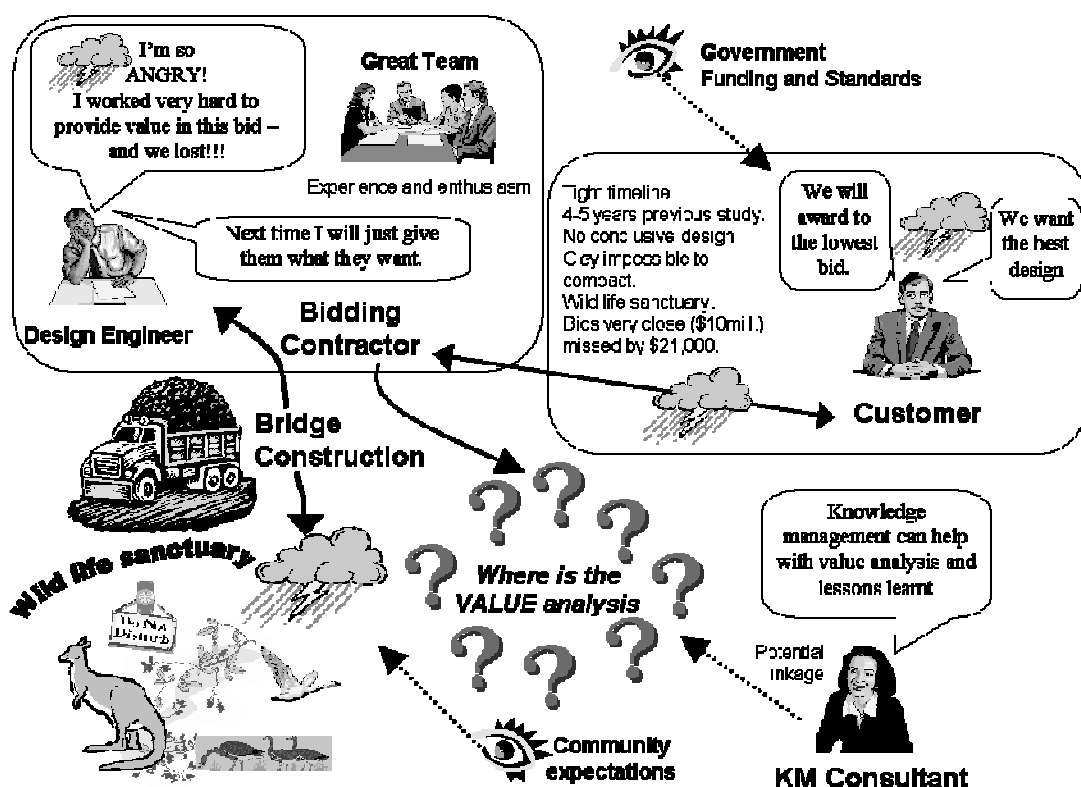 I'm so
ANGRY!
I worked very hard to
provide value in this bid –
and we lost!!!
Great Team
Experience and enthusiasm
Next time I will just give
them what they want.
Design Engineer
Bidding
Contractor
Government
Funding and Standards
Tight timeline
4-5 years previous study.
No conclusive design
Clay impossible to
compact.
Wild life sanctuary.
Bids very close ($10mill.)
missed by $21,000.
We will
award to
the lowest
bid.
We want
the best
design
Customer
Bridge
Construction
Wild life sanctuary
Do Not
Disturb
Where is the
VALUE analysis
Knowledge
management can help
with value analysis and
lessons learnt
Potential
linkage
KM Consultant
Community
expectations